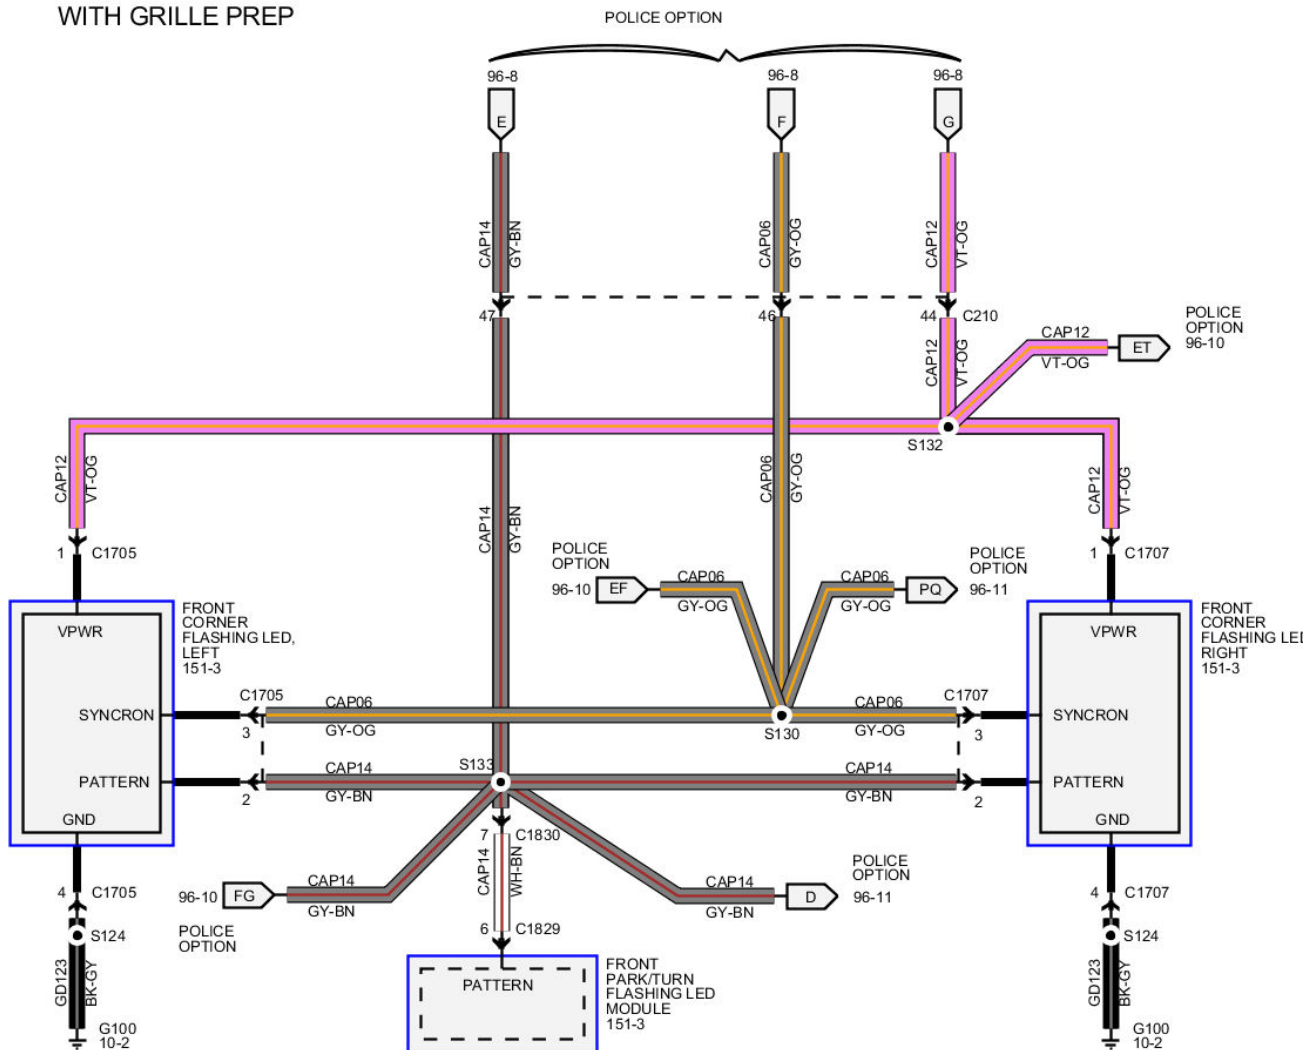 WITH GRILLE PREP
POLICE OPTION
96-8
96-8
96-8
E
F
G
CAP14
GY-BN
CAP06
GY-OG
CAP12
VT-OG
47
46
44
C210
CAP12
VT-OG
CAP12
VT-OG
ET
POLICE
OPTION
96-10
S132
CAP12
VT-OG
CAP14
GY-BN
CAP06
GY-OG
CAP12
VT-OG
1
C1705
1
C1707
POLICE
OPTION
96-10
EF
CAP06
GY-OG
CAP06
GY-OG
PQ
POLICE
OPTION
96-11
FRONT
CORNER
FLASHING LED,
LEFT
151-3
VPWR
SYNCRON
PATTERN
GND
FRONT
CORNER
FLASHING LED
RIGHT
151-3
VPWR
SYNCRON
PATTERN
GND
C1705
3
CAP06
GY-OG
S130
CAP06
GY-OG
C1707
3
2
CAP14
GY-BN
S133
CAP14
GY-BN
2
7
C1830
CAP14
WH-BN
96-10
FG
CAP14
GY-BN
POLICE
OPTION
CAP14
GY-BN
D
POLICE
OPTION
96-11
6
C1829
4
C1705
S124
GD123
BK-GY
G100
10-2
PATTERN
FRONT
PARK/TURN
FLASHING LED
MODULE
151-3
4
C1707
S124
GD123
BK-GY
G100
10-2